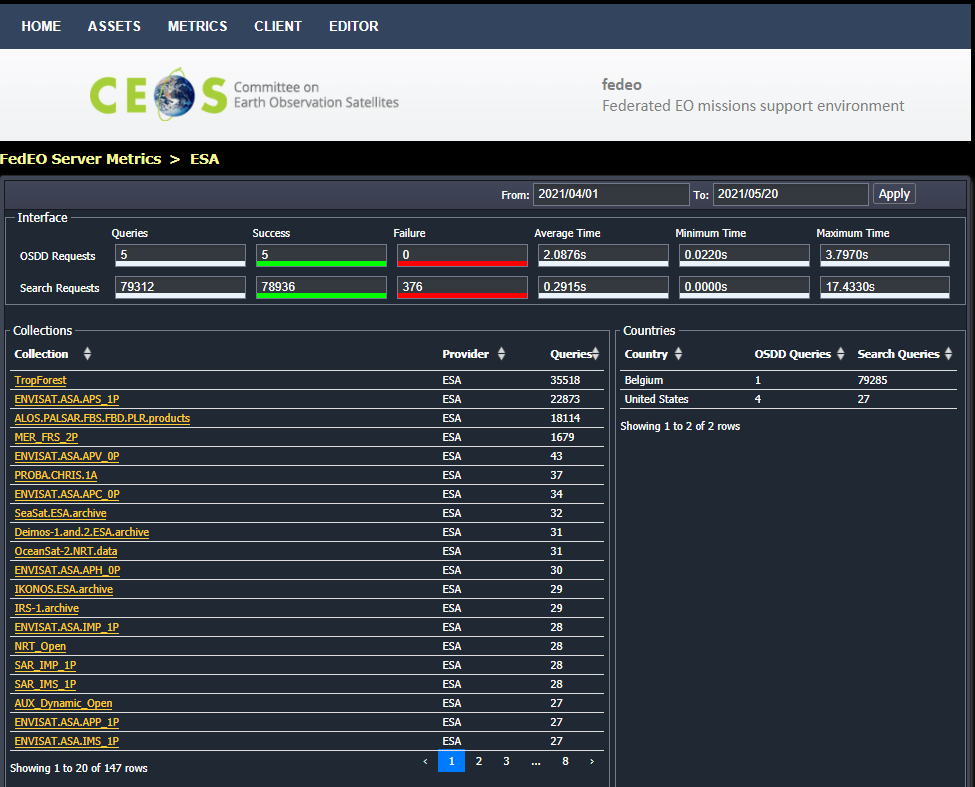 HOME ASSETS METRICS CLIENT EDITOR
CEOS Committee on
Earth Observation Satellites
fedeo
Federated EO missions support environment
FedEO Server Metrics > ESA
From: 2021/04/01 To: 2021/05/20 Apply
Interface
Queries Success Failure Average Time Minimum Time Maximum Time
OSDD Requests 5 5 0 2.0876s 0.0220s 3.7970s
Search Requests 79312 78936 376 0.2915s 0.0000s 17.4330s
Collections
Collection Provider Queries
TropForest ESA 35518
ENVISAT.ASA.APS_1P ESA 22873
ALOS.PALSAR.FBS.FBD.PLR.products ESA 18114
MER_FRS_2P ESA 1679
ENVISAT.ASA.APV_0P ESA 43
PROBA.CHRIS.1A ESA 37
ENVISAT.ASA.APC_0P ESA 34
SeaSat.ESA.archive ESA 32
Deimos-1.and.2.ESA.archive ESA 31
OceanSat-2.NRT.data ESA 31
ENVISAT.ASA.APH_0P ESA 30
IKONOS.ESA.archive ESA 29
IRS-1.archive ESA 29
ENVISAT.ASA.IMP_1P ESA 28
NRT_Open ESA 28
SAR_IMP_1P ESA 28
SAR_IMS_1P ESA 28
AUX_Dynamic_Open ESA 27
ENVISAT.ASA.APP_1P ESA 27
ENVISAT.ASA.IMS_1P ESA 27
Showing 1 to 20 of 147 rows
‹ 1 2 3 ... 8 ›
Countries
Country OSDD Queries Search Queries
Belgium 1 79285
United States 4 27
Showing 1 to 2 of 2 rows